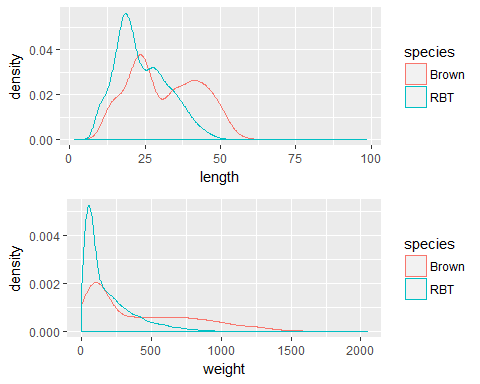 density
0.04
0.02
0.00
0 25 50 75 100
length
species
Brown
RBT
density
0.004
0.002
0.000
0 500 1000 1500 2000
weight
species
Brown
RBT